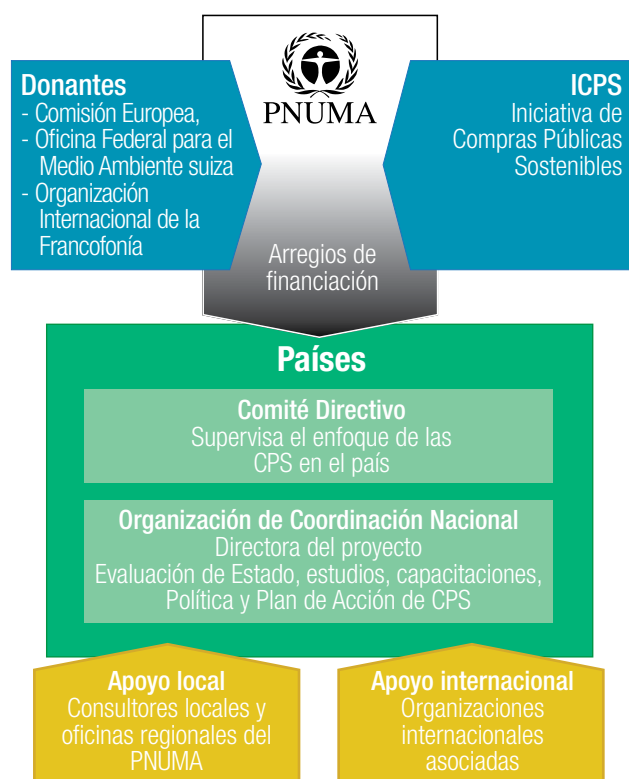 PNUMA
Donantes
- Comisión Europea,
- Oficina Federal para el
Medio Ambiente suiza
- Organización
Internacional de la
Francofonía
ICPS
Iniciativa de
Compras Públicas
Sostenibles
Arregios de
financiación
Países
Comité Directivo
Supervisa el enfoque de las
CPS en el país
Organización de Coordinación Nacional
Directora del proyecto
Evaluación de Estado, estudios, capacitaciones,
Política y Plan de Acción de CPS
Apoyo local
Consultores locales y
oficinas regionales del
PNUMA
Apoyo internacional
Organizaciones
internacionales
asociadas